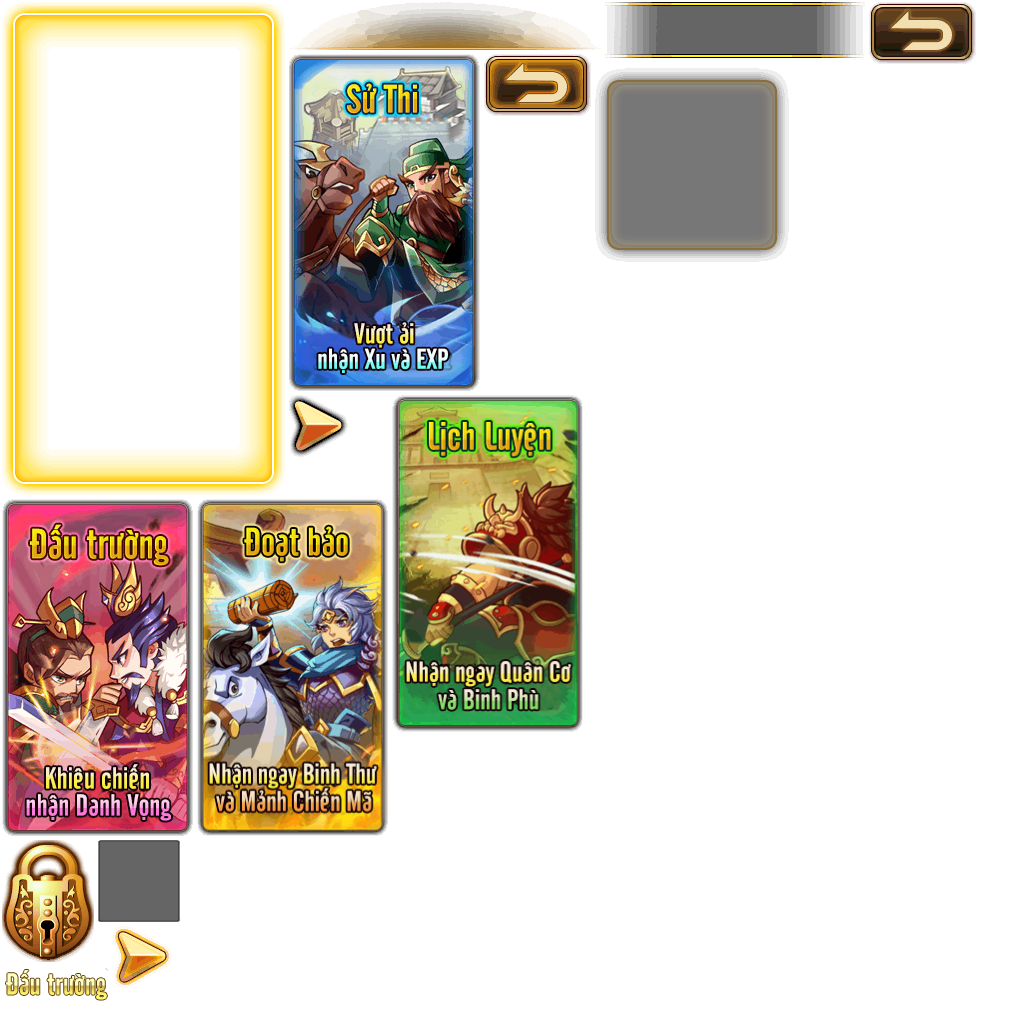 Sử Thi
Vượt ải
nhận Xu và EXP
Lịch Luyện
Nhận ngay Quân Cơ
và Binh Phù
Đấu trường
Khiêu chiến
nhận Danh Vọng
Đoạt bảo
Nhận ngay Binh Thư
và Mảnh Chiến Mã
Đấu trường